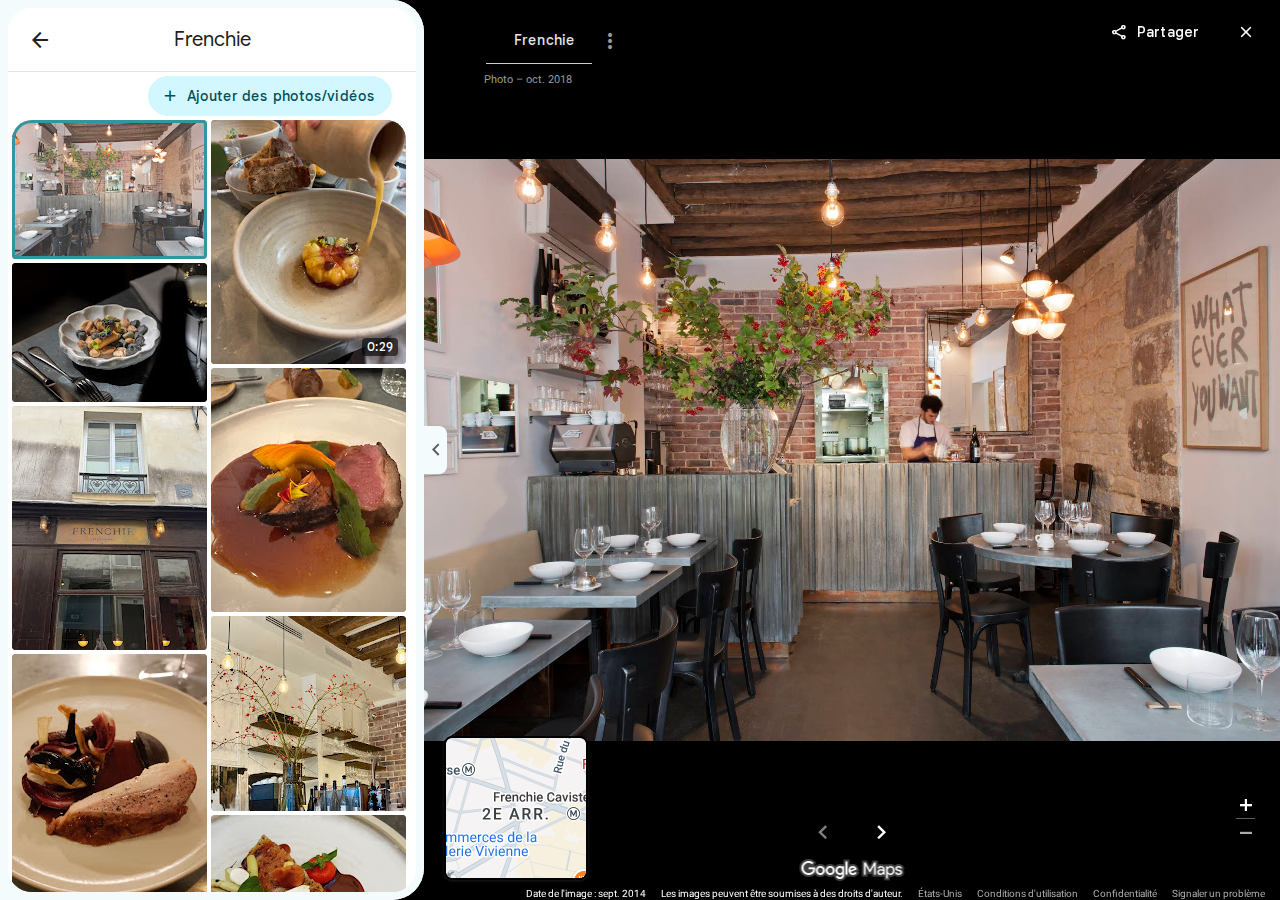 Frenchie
Ajouter des photos/vidéos
0:29
FRENCHIE
Frenchie
Photo – oct. 2018
Partager
WHAT
EVER
YOU WANT
se
Rue du
Frenchie Caviste
2E ARR.
mmerces de la
lerie Vivienne
Google Maps
Date de l'image : sept. 2014 Les images peuvent être soumises à des droits d'auteur. États-Unis Conditions d'utilisation Confidentialité Signaler un problème